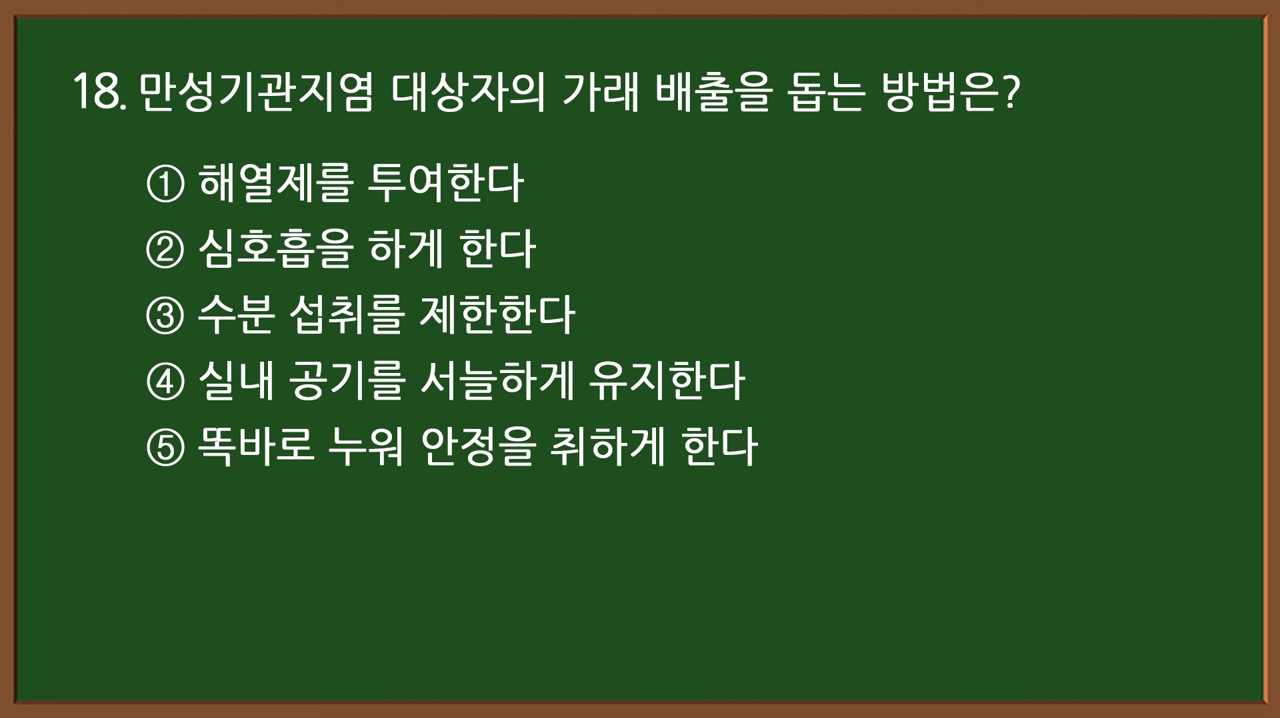 18. 만성기관지염 대상자의 가래 배출을 돕는 방법은?
① 해열제를 투여한다
② 심호흡을 하게 한다
③ 수분 섭취를 제한한다
④ 실내 공기를 서늘하게 유지한다
⑤ 똑바로 누워 안정을 취하게 한다